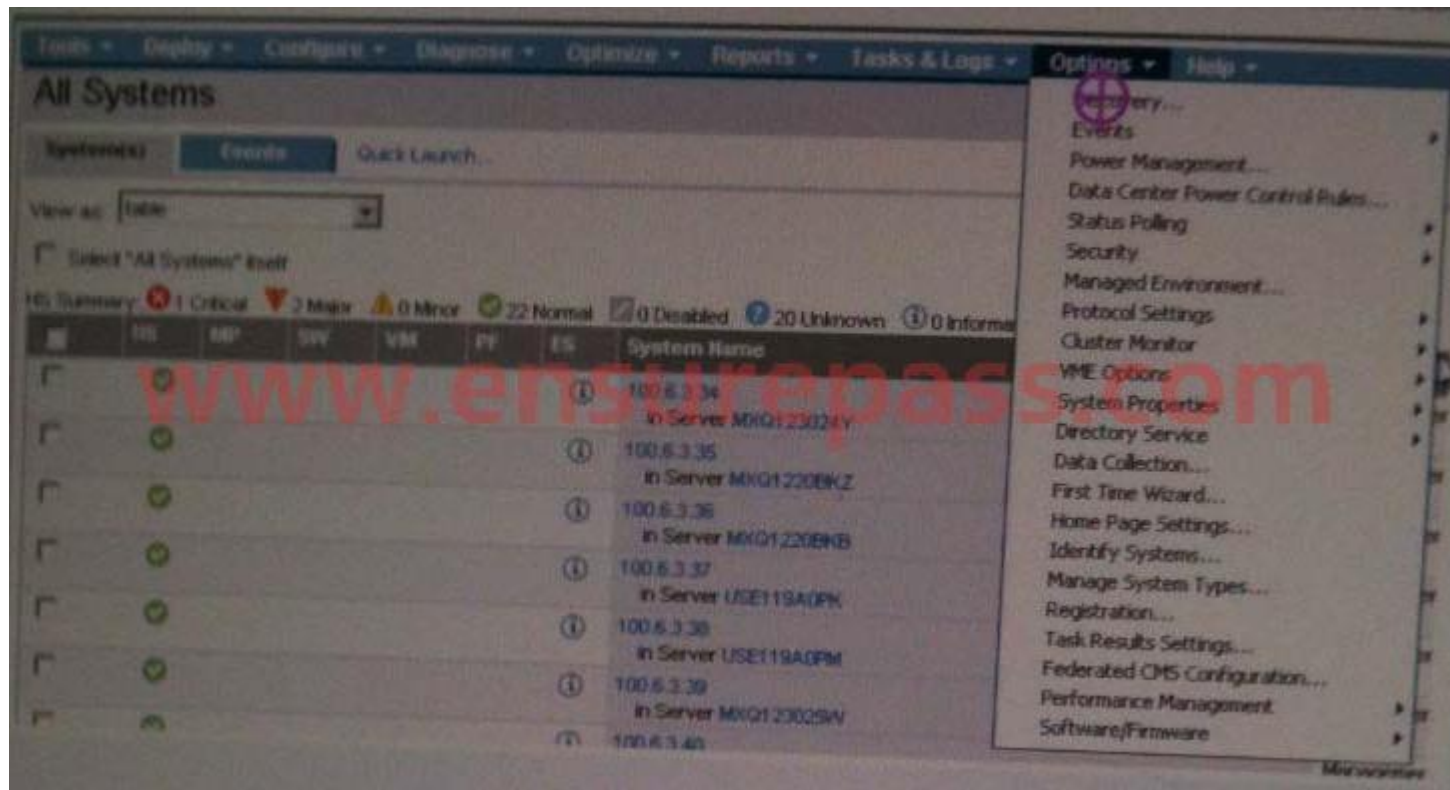 Tools Deploy Configure Diagnose Optimize Reports Tasks & Logs Options Help
All Systems
System(s) Events Quick Launch...
View as: table
Select "All Systems" itself
HS Summary: 1 Critical 2 Major 0 Minor 22 Normal 0 Disabled 20 Unknown 0 Informa
HS MP SW VM PF ES System Name
100.6.3.34
in Server
100.6.3.35
in Server MXQ1220BKZ
100.6.3.36
in Server MXQ1220BKB
100.6.3.37
in Server USE119A0PK
in Server USE119A0PM
100.6.3.39
in Server
100.6.3.40
Events
Power Management...
Data Center Power Control Rules...
Status Polling
Security
Managed Environment...
Protocol Settings
Cluster Monitor
VME Options
System Properties
Directory Service
Data Collection...
First Time Wizard...
Home Page Settings...
Identify Systems...
Manage System Types...
Registration...
Task Results Settings...
Federated CMS Configuration...
Performance Management
Software/Firmware
www.ensurepass.com